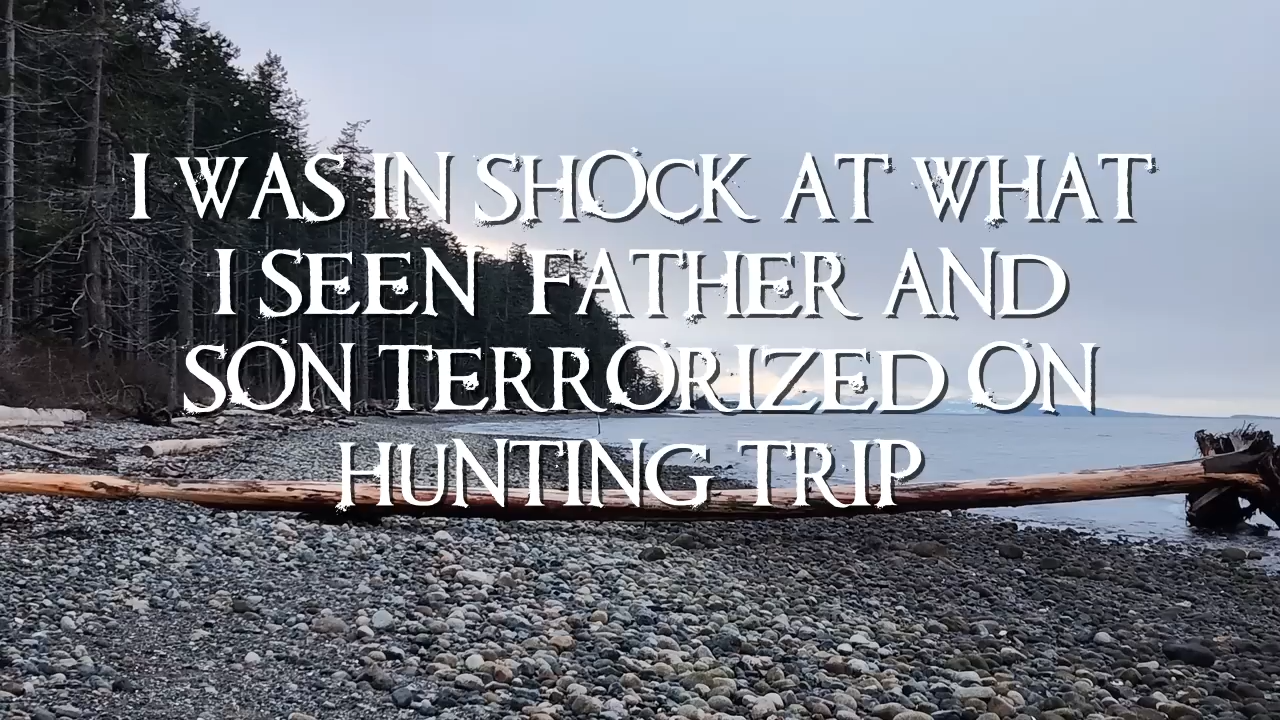 I WAS IN SHOCK AT WHAT
I SEEN FATHER AND
SON TERRORIZED ON
HUNTING TRIP